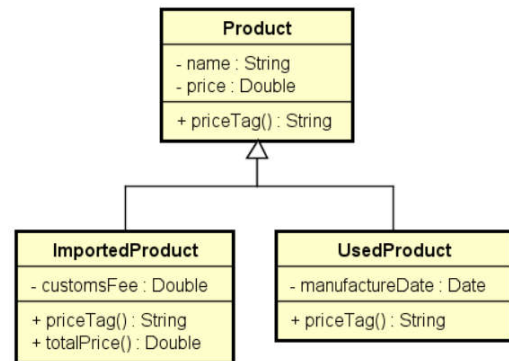 Product
- name : String
- price : Double
+ priceTag() : String
ImportedProduct
- customsFee : Double
+ priceTag() : String
+ totalPrice() : Double
UsedProduct
- manufactureDate : Date
+ priceTag() : String